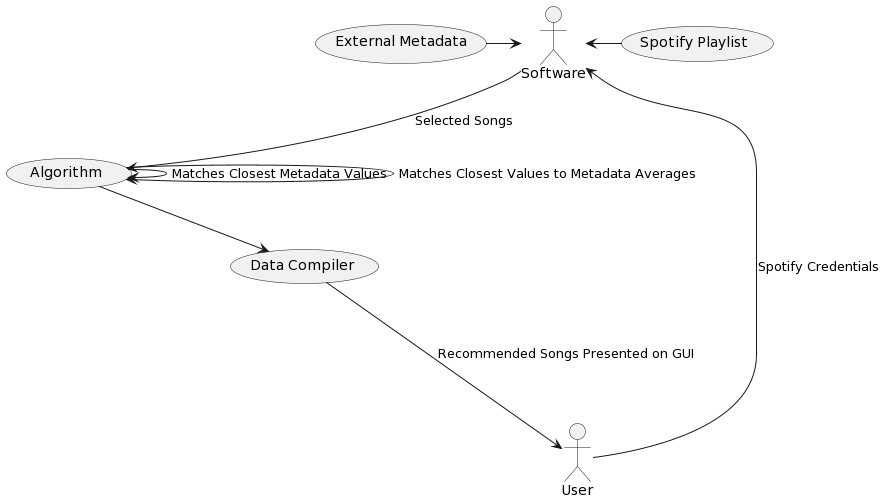 External Metadata
Spotify Playlist
Software
Selected Songs
Algorithm
Matches Closest Metadata Values
Matches Closest Values to Metadata Averages
Data Compiler
Spotify Credentials
Recommended Songs Presented on GUI
User